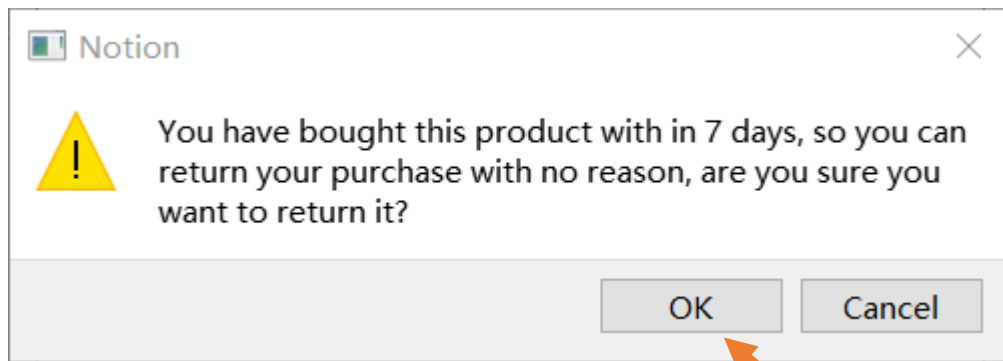 Notion
You have bought this product with in 7 days, so you can
return your purchase with no reason, are you sure you
want to return it?
OK
Cancel